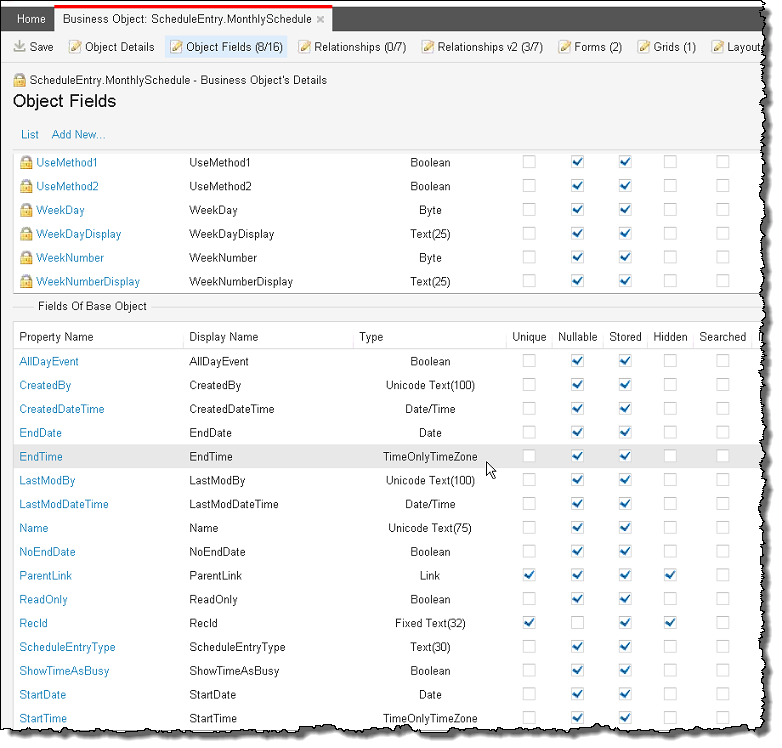 Home Business Object: ScheduleEntry.MonthlySchedule ×
Save Object Details Object Fields (8/16) Relationships (0/7) Relationships v2 (3/7) Forms (2) Grids (1) Layout
ScheduleEntry.MonthlySchedule - Business Object's Details
Object Fields
List Add New...
UseMethod1 UseMethod1 Boolean
UseMethod2 UseMethod2 Boolean
WeekDay WeekDay Byte
WeekDayDisplay WeekDayDisplay Text(25)
WeekNumber WeekNumber Byte
WeekNumberDisplay WeekNumberDisplay Text(25)
Fields Of Base Object
Property Name Display Name Type Unique Nullable Stored Hidden Searched
AllDayEvent AllDayEvent Boolean
CreatedBy CreatedBy Unicode Text(100)
CreatedDateTime CreatedDateTime Date/Time
EndDate EndDate Date
EndTime EndTime TimeOnlyTimeZone
LastModBy LastModBy Unicode Text(100)
LastModDateTime LastModDateTime Date/Time
Name Name Unicode Text(75)
NoEndDate NoEndDate Boolean
ParentLink ParentLink Link
ReadOnly ReadOnly Boolean
RecId RecId Fixed Text(32)
ScheduleEntryType ScheduleEntryType Text(30)
ShowTimeAsBusy ShowTimeAsBusy Boolean
StartDate StartDate Date
StartTime StartTime TimeOnlyTimeZone